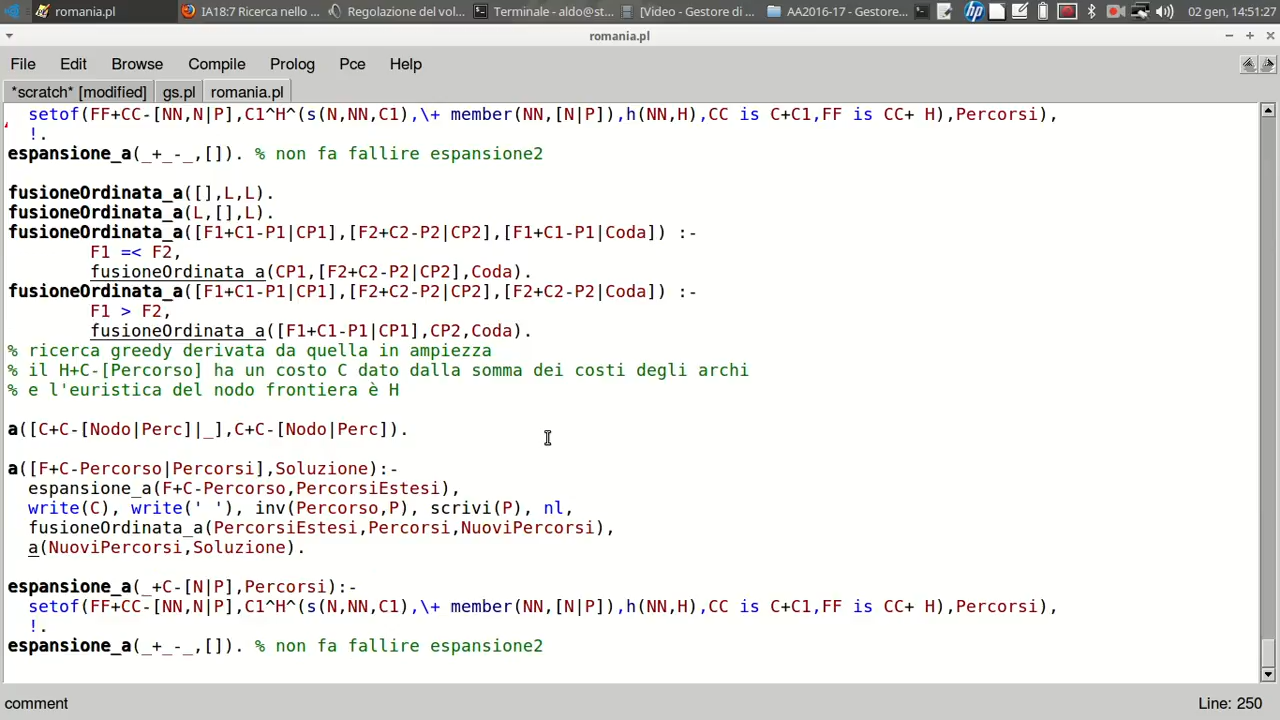 romania.pl
IA18:7 Ricerca nello ...
Regolazione del vol...
Terminale - aldo@st...
[Video - Gestore di ...
AA2016-17 - Gestore...
02 gen, 14:51:27
romania.pl
File Edit Browse Compile Prolog Pce Help
*scratch* [modified] gs.pl romania.pl
setof(FF+CC-[NN,N|P],C1^H^(s(N,NN,C1),\+ member(NN,[N|P]),h(NN,H),CC is C+C1,FF is CC+ H),Percorsi),
!.
espansione_a(_+_-_,[]). % non fa fallire espansione2
fusioneOrdinata_a([],L,L).
fusioneOrdinata_a(L,[],L).
fusioneOrdinata_a([F1+C1-P1|CP1],[F2+C2-P2|CP2],[F1+C1-P1|Coda]) :-
F1 =< F2,
fusioneOrdinata_a(CP1,[F2+C2-P2|CP2],Coda).
fusioneOrdinata_a([F1+C1-P1|CP1],[F2+C2-P2|CP2],[F2+C2-P2|Coda]) :-
F1 > F2,
fusioneOrdinata_a([F1+C1-P1|CP1],CP2,Coda).
% ricerca greedy derivata da quella in ampiezza
% il H+C-[Percorso] ha un costo C dato dalla somma dei costi degli archi
% e l'euristica del nodo frontiera è H
a([C+C-[Nodo|Perc]|_],C+C-[Nodo|Perc]).
a([F+C-Percorso|Percorsi],Soluzione):-
espansione_a(F+C-Percorso,PercorsiEstesi),
write(C), write(' '), inv(Percorso,P), scrivi(P), nl,
fusioneOrdinata_a(PercorsiEstesi,Percorsi,NuoviPercorsi),
a(NuoviPercorsi,Soluzione).
espansione_a(_+C-[N|P],Percorsi):-
setof(FF+CC-[NN,N|P],C1^H^(s(N,NN,C1),\+ member(NN,[N|P]),h(NN,H),CC is C+C1,FF is CC+ H),Percorsi),
!.
espansione_a(_+_-_,[]). % non fa fallire espansione2
comment Line: 250